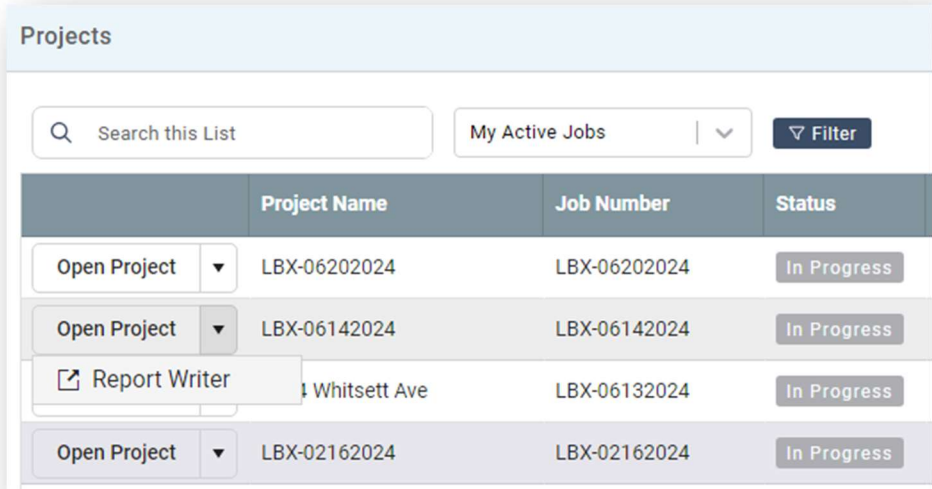 Projects
Search this List
My Active Jobs
Filter
Project Name Job Number Status
Open Project LBX-06202024 LBX-06202024 In Progress
Open Project LBX-06142024 LBX-06142024 In Progress
Report Writer
4 Whitsett Ave LBX-06132024 In Progress
Open Project LBX-02162024 LBX-02162024 In Progress